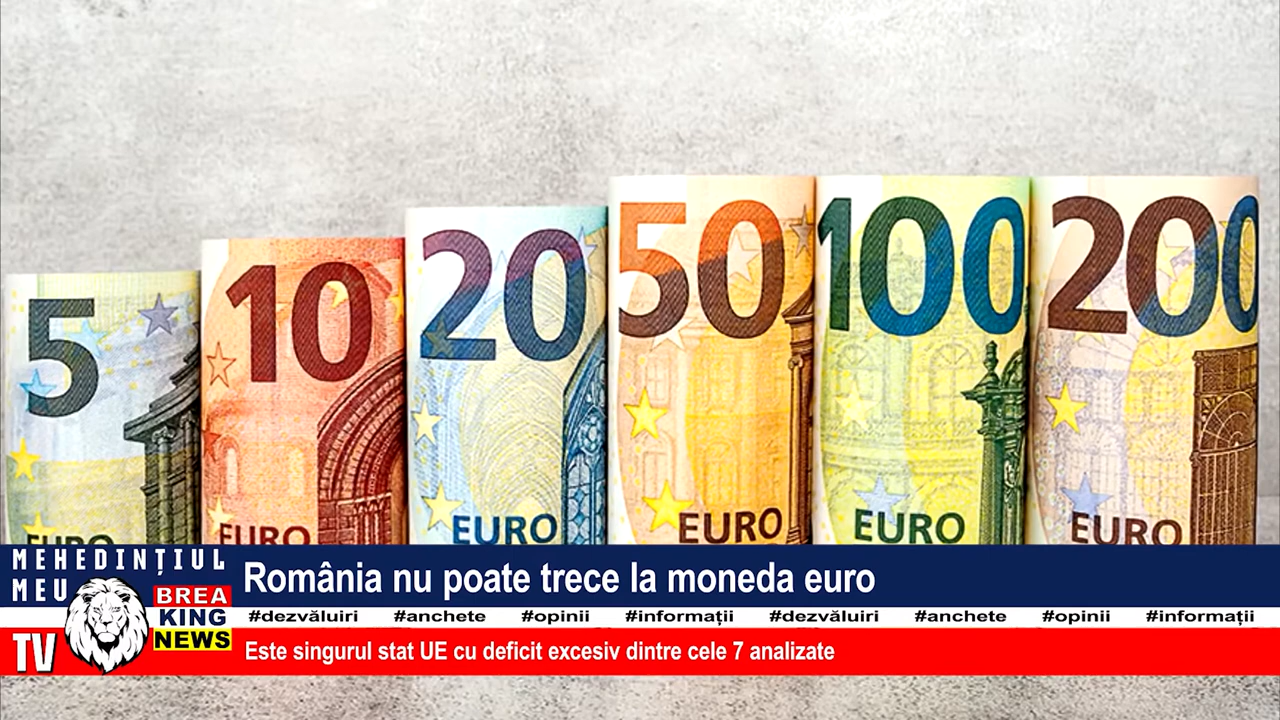 5
10
20
50
100
200
EURO
EURO
EURO
EURO
EURO
EURO
MEHEDINȚIUL
MEU
TV
BREA
KING
NEWS
România nu poate trece la moneda euro
#dezvăluiri #anchete #opinii #informații #dezvăluiri #anchete #opinii #informații
Este singurul stat UE cu deficit excesiv dintre cele 7 analizate